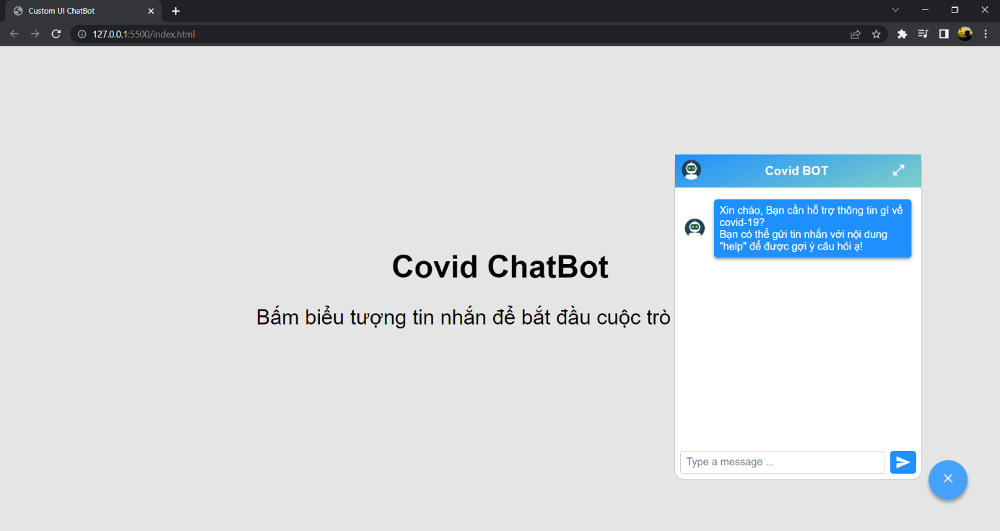 Custom UI ChatBot
127.0.0.1:5500/index.html
Covid BOT
Xin chào, Bạn cần hỗ trợ thông tin gì về
covid-19?
Bạn có thể gửi tin nhắn với nội dung
"help" để được gợi ý câu hỏi ạ!
Covid ChatBot
Bấm biểu tượng tin nhắn để bắt đầu cuộc trò
Type a message ...